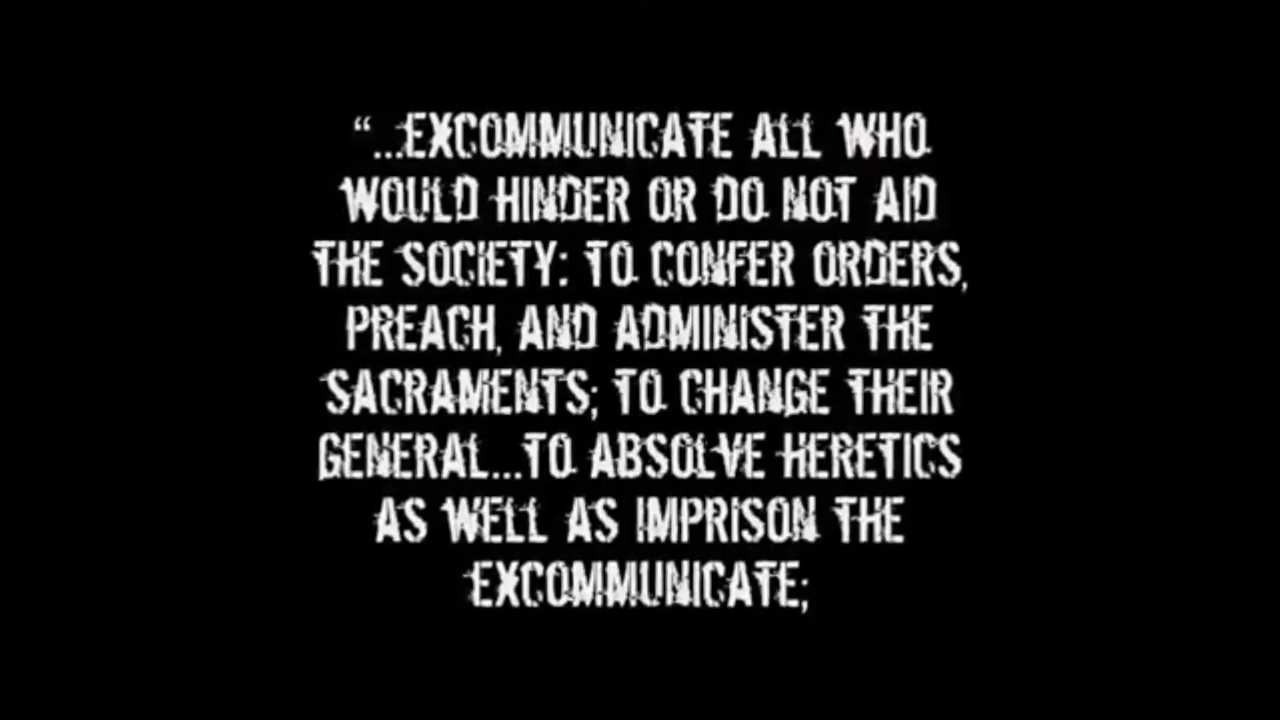 “...EXCOMMUNICATE ALL WHO
WOULD HINDER OR DO NOT AID
THE SOCIETY: TO CONFER ORDERS,
PREACH, AND ADMINISTER THE
SACRAMENTS; TO CHANGE THEIR
GENERAL...TO ABSOLVE HERETICS
AS WELL AS IMPRISON THE
EXCOMMUNICATE;